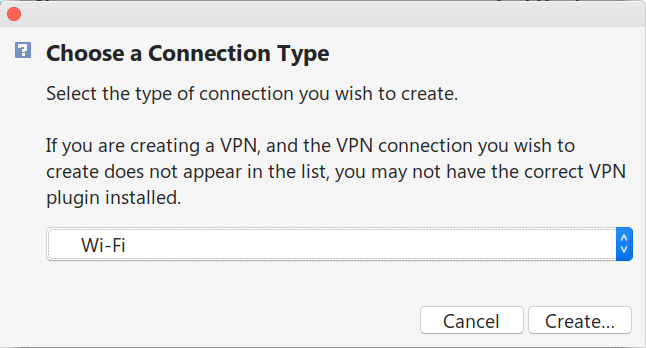 Choose a Connection Type
Select the type of connection you wish to create.
If you are creating a VPN, and the VPN connection you wish to
create does not appear in the list, you may not have the correct VPN
plugin installed.
Wi-Fi
Cancel
Create...